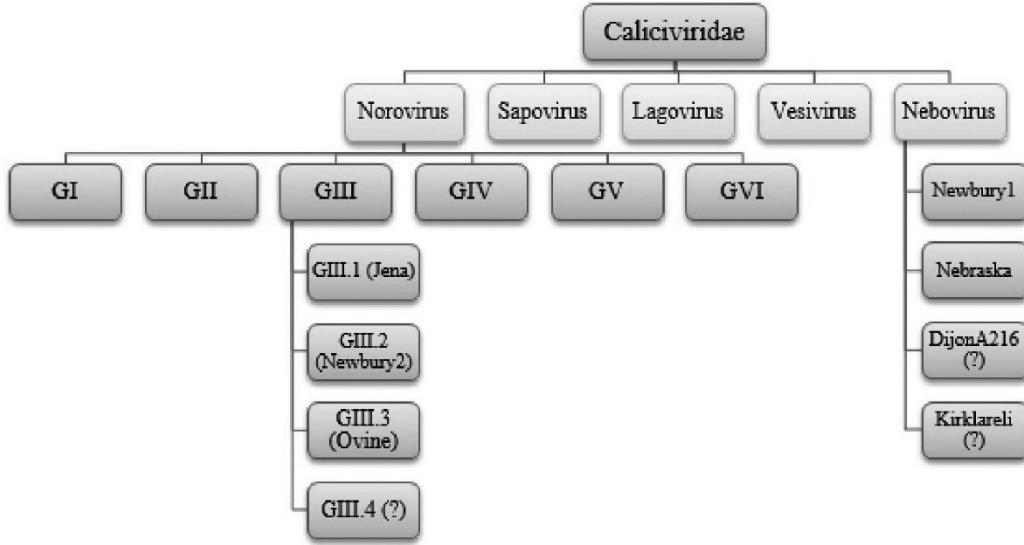 Caliciviridae
Norovirus
Sapovirus
Lagovirus
Vesivirus
Nebovirus
GI
GII
GIII
GIV
GV
GVI
GIII.1 (Jena)
GIII.2
(Newbury2)
GIII.3
(Ovine)
GIII.4 (?)
Newbury1
Nebraska
DijonA216
(?)
Kirklareli
(?)